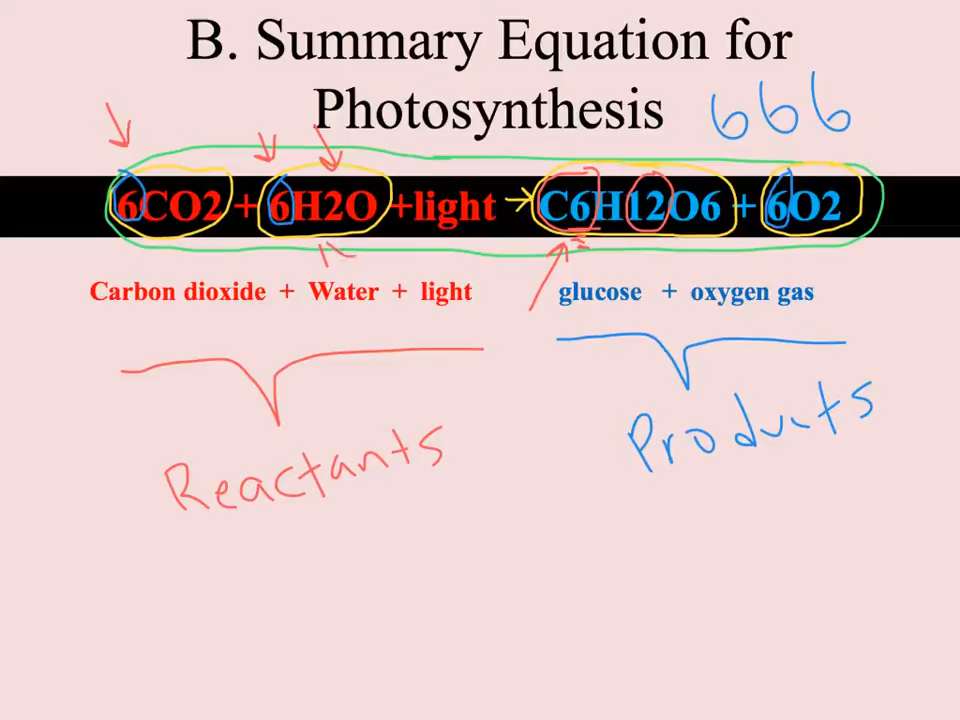 B. Summary Equation for
Photosynthesis
666
6CO2 + 6H2O +light → C6H12O6 + 6O2
Carbon dioxide + Water + light glucose + oxygen gas
Reactants
Products